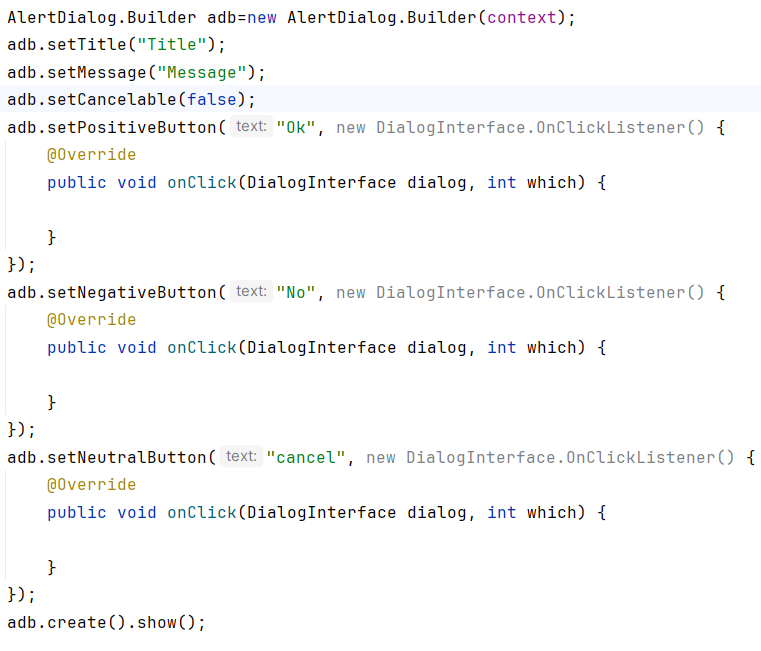 AlertDialog.Builder adb=new AlertDialog.Builder(context);
adb.setTitle("Title");
adb.setMessage("Message");
adb.setCancelable(false);
adb.setPositiveButton( text: "Ok", new DialogInterface.OnClickListener() {
    @Override
    public void onClick(DialogInterface dialog, int which) {

    }
});
adb.setNegativeButton( text: "No", new DialogInterface.OnClickListener() {
    @Override
    public void onClick(DialogInterface dialog, int which) {

    }
});
adb.setNeutralButton( text: "cancel", new DialogInterface.OnClickListener() {
    @Override
    public void onClick(DialogInterface dialog, int which) {

    }
});
adb.create().show();